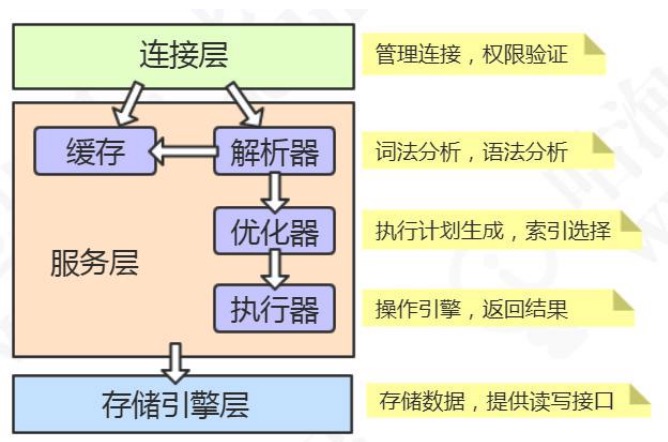 连接层
管理连接，权限验证
缓存
解析器
词法分析，语法分析
优化器
执行计划生成，索引选择
服务层
执行器
操作引擎，返回结果
存储引擎层
存储数据，提供读写接口